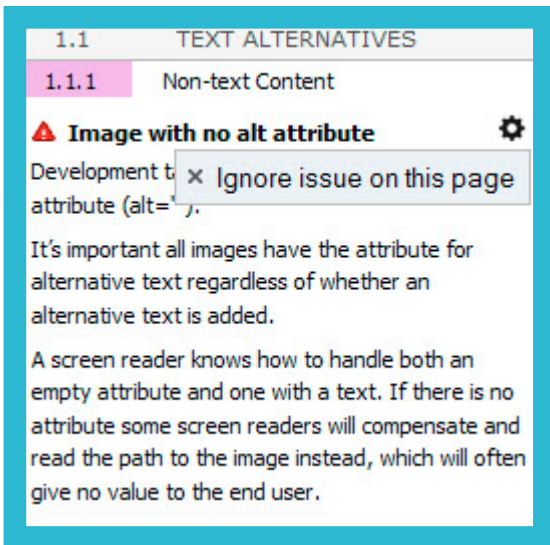 1.1 TEXT ALTERNATIVES
1.1.1 Non-text Content
Image with no alt attribute
Development
× Ignore issue on this page
attribute (alt=" ).
It's important all images have the attribute for
alternative text regardless of whether an
alternative text is added.
A screen reader knows how to handle both an
empty attribute and one with a text. If there is no
attribute some screen readers will compensate and
read the path to the image instead, which will often
give no value to the end user.